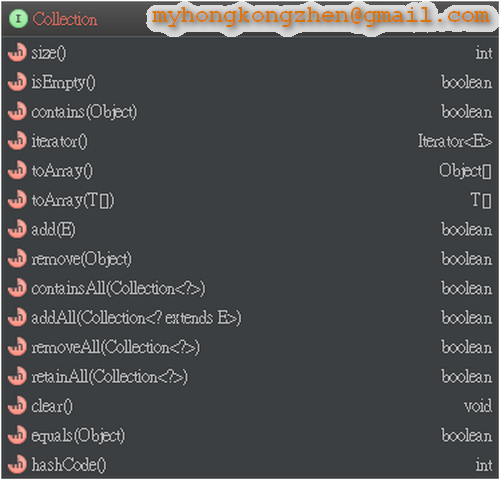 I Collection
myhongkongzhen@gmail.com
size() int
isEmpty() boolean
contains(Object) boolean
iterator() Iterator<E>
toArray() Object[]
toArray(T[]) T[]
add(E) boolean
remove(Object) boolean
containsAll(Collection<?>) boolean
addAll(Collection<? extends E>) boolean
removeAll(Collection<?>) boolean
retainAll(Collection<?>) boolean
clear() void
equals(Object) boolean
hashCode() int